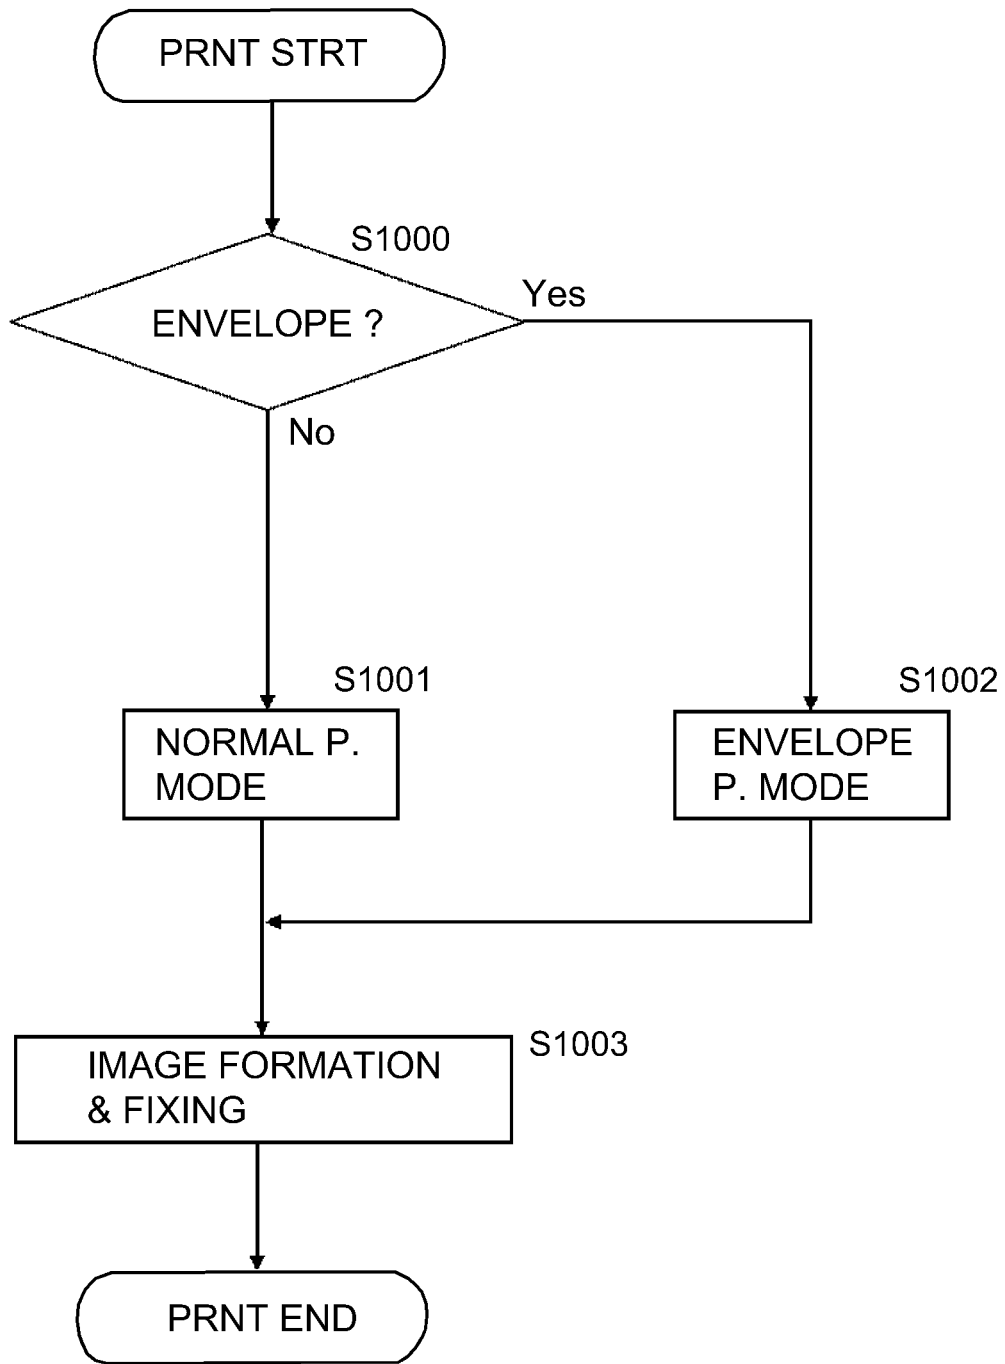 PRNT STRT
S1000
ENVELOPE ?
Yes
No
S1001
NORMAL P.
MODE
S1002
ENVELOPE
P. MODE
S1003
IMAGE FORMATION
& FIXING
PRNT END